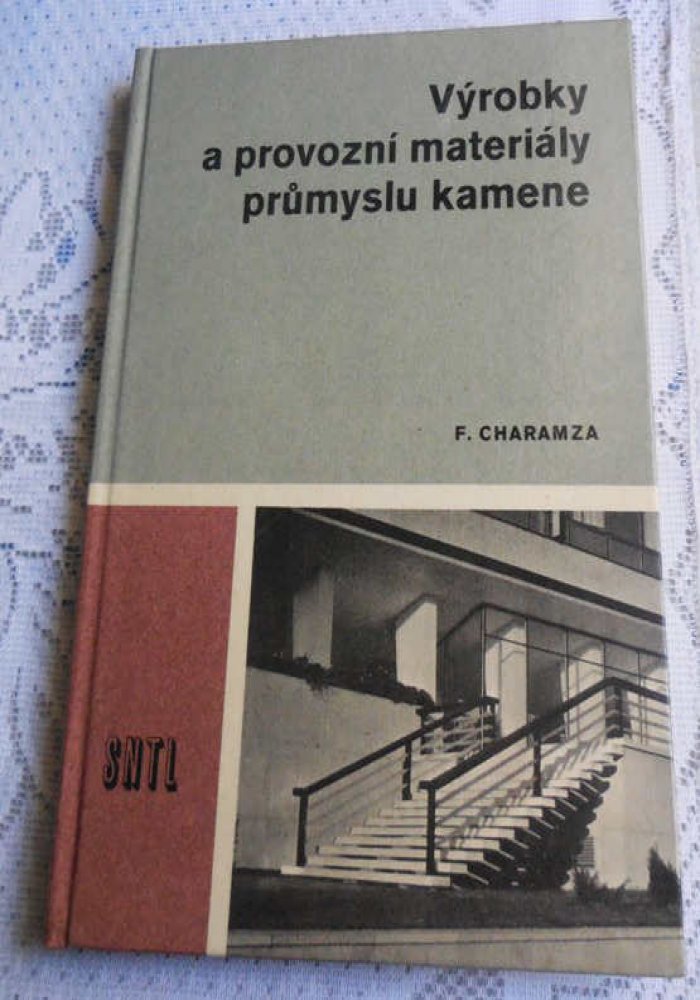 Výrobky
a provozní materiály
průmyslu kamene
F. CHARAMZA
SNTL